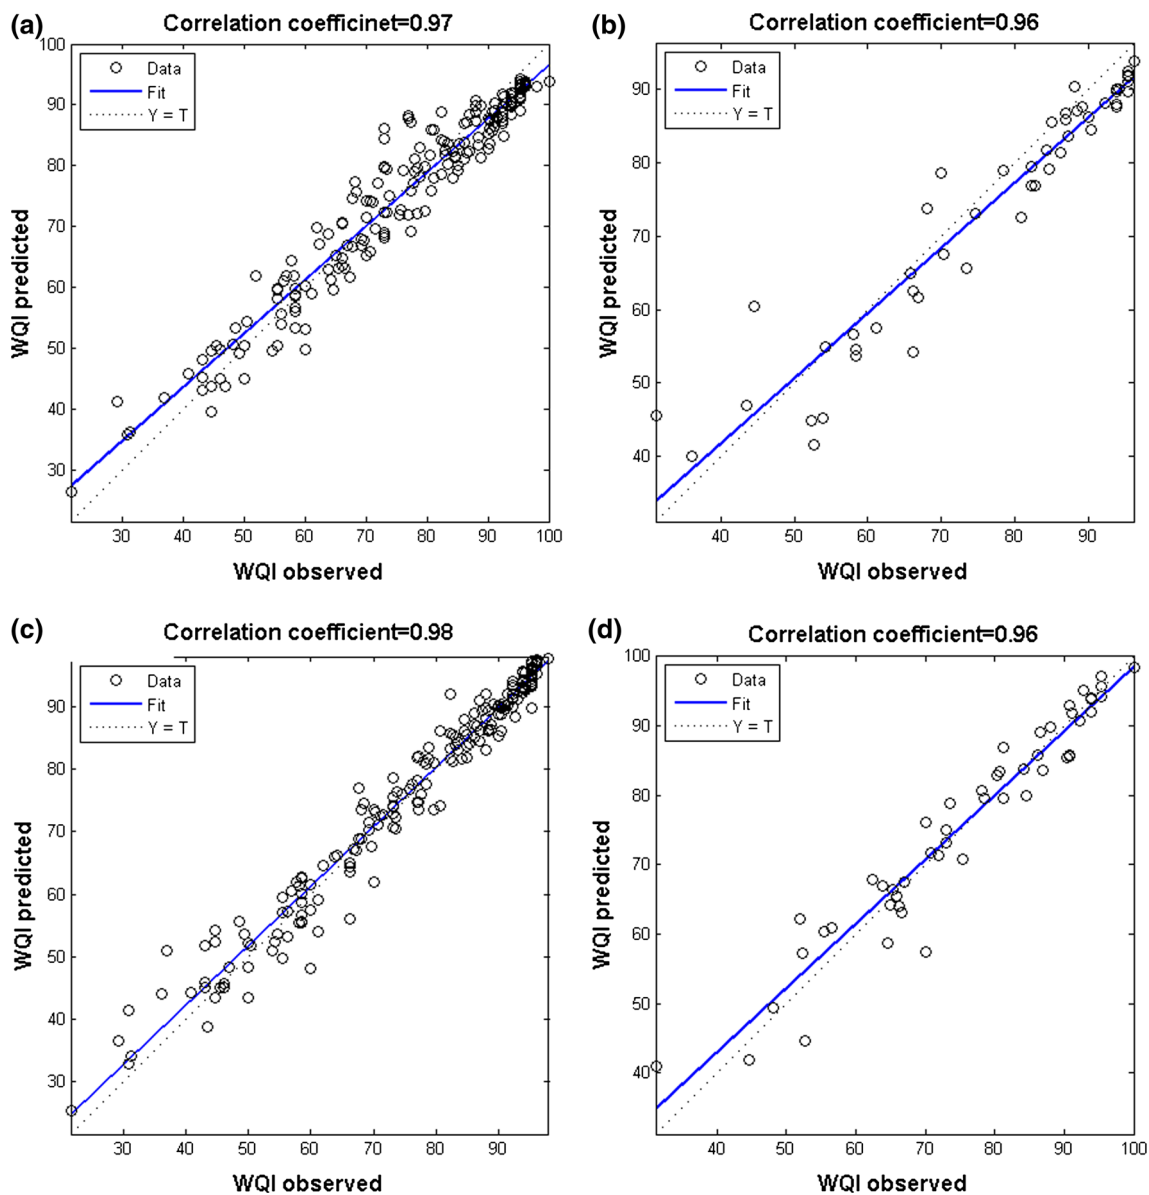 (a) Correlation coefficinet=0.97
100
90
80
70
60
50
40
30
Data
Fit
Y = T
WQI predicted
30 40 50 60 70 80 90 100
WQI observed
(b) Correlation coefficient=0.96
90
80
70
60
50
40
Data
Fit
Y = T
WQI predicted
40 50 60 70 80 90
WQI observed
(c) Correlation coefficient=0.98
90
80
70
60
50
40
30
Data
Fit
Y = T
WQI predicted
30 40 50 60 70 80 90
WQI observed
(d) Correlation coefficient=0.96
100
90
80
70
60
50
40
Data
Fit
Y = T
WQI predicted
40 50 60 70 80 90 100
WQI observed